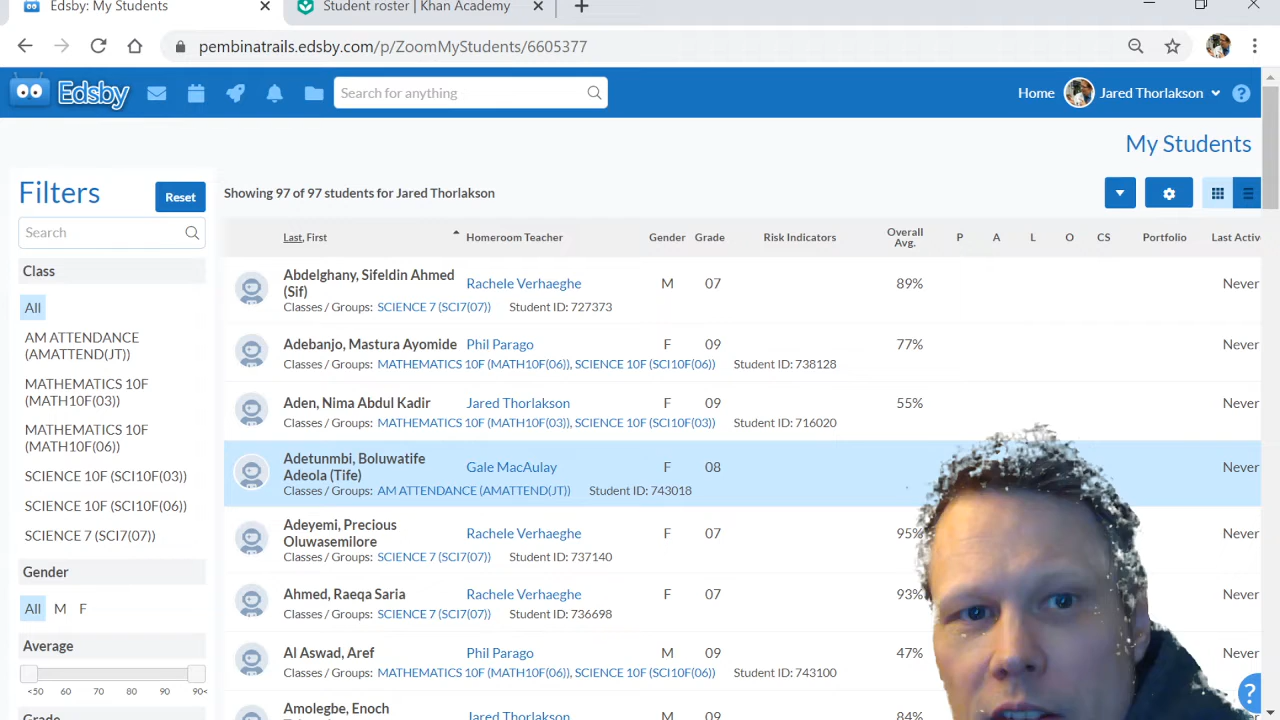 Edsby: My Students
Student roster | Khan Academy
pembinatrails.edsby.com/p/ZoomMyStudents/6605377
Edsby
Search for anything
Home
Jared Thorlakson
My Students
Filters
Reset
Showing 97 of 97 students for Jared Thorlakson
Search
Last, First Homeroom Teacher Gender Grade Risk Indicators Overall Avg. P A L O CS Portfolio Last Activ
Class
All
AM ATTENDANCE
(AMATTEND(JT))
MATHEMATICS 10F
(MATH10F(03))
MATHEMATICS 10F
(MATH10F(06))
SCIENCE 10F (SCI10F(03))
SCIENCE 10F (SCI10F(06))
SCIENCE 7 (SCI7(07))
Gender
All M F
Average
<50 60 70 80 90 90<
Grade
Abdelghany, Sifeldin Ahmed
(Sif)
Rachele Verhaeghe M 07 89% Never
Classes / Groups: SCIENCE 7 (SCI7(07)) Student ID: 727373
Adebanjo, Mastura Ayomide Phil Parago F 09 77% Never
Classes / Groups: MATHEMATICS 10F (MATH10F(06)), SCIENCE 10F (SCI10F(06)) Student ID: 738128
Aden, Nima Abdul Kadir Jared Thorlakson F 09 55% Never
Classes / Groups: MATHEMATICS 10F (MATH10F(03)), SCIENCE 10F (SCI10F(03)) Student ID: 716020
Adetunmbi, Boluwatife
Adeola (Tife)
Gale MacAulay F 08 Never
Classes / Groups: AM ATTENDANCE (AMATTEND(JT)) Student ID: 743018
Adeyemi, Precious
Oluwasemilore
Rachele Verhaeghe F 07 95% Never
Classes / Groups: SCIENCE 7 (SCI7(07)) Student ID: 737140
Ahmed, Raeqa Saria Rachele Verhaeghe F 07 93% Never
Classes / Groups: SCIENCE 7 (SCI7(07)) Student ID: 736698
Al Aswad, Aref Phil Parago M 09 47% Never
Classes / Groups: MATHEMATICS 10F (MATH10F(06)), SCIENCE 10F (SCI10F(06)) Student ID: 743100
Amolegbe, Enoch
Jared Thorlakson M 09 84% Never